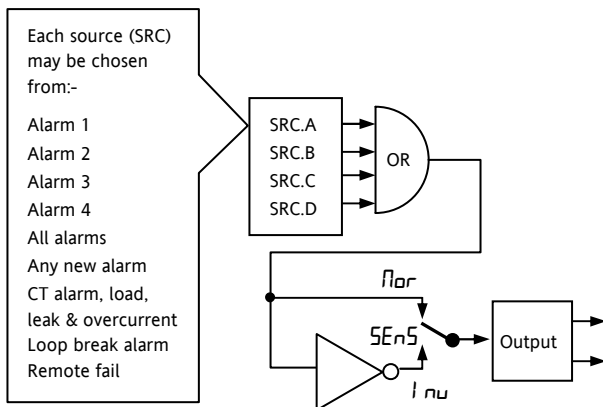 Each source (SRC)
may be chosen
from:-
Alarm 1
Alarm 2
Alarm 3
Alarm 4
All alarms
Any new alarm
CT alarm, load,
leak & overcurrent
Loop break alarm
Remote fail
SRC.A
SRC.B
SRC.C
SRC.D
OR
nor
SEnS
Inv
Output